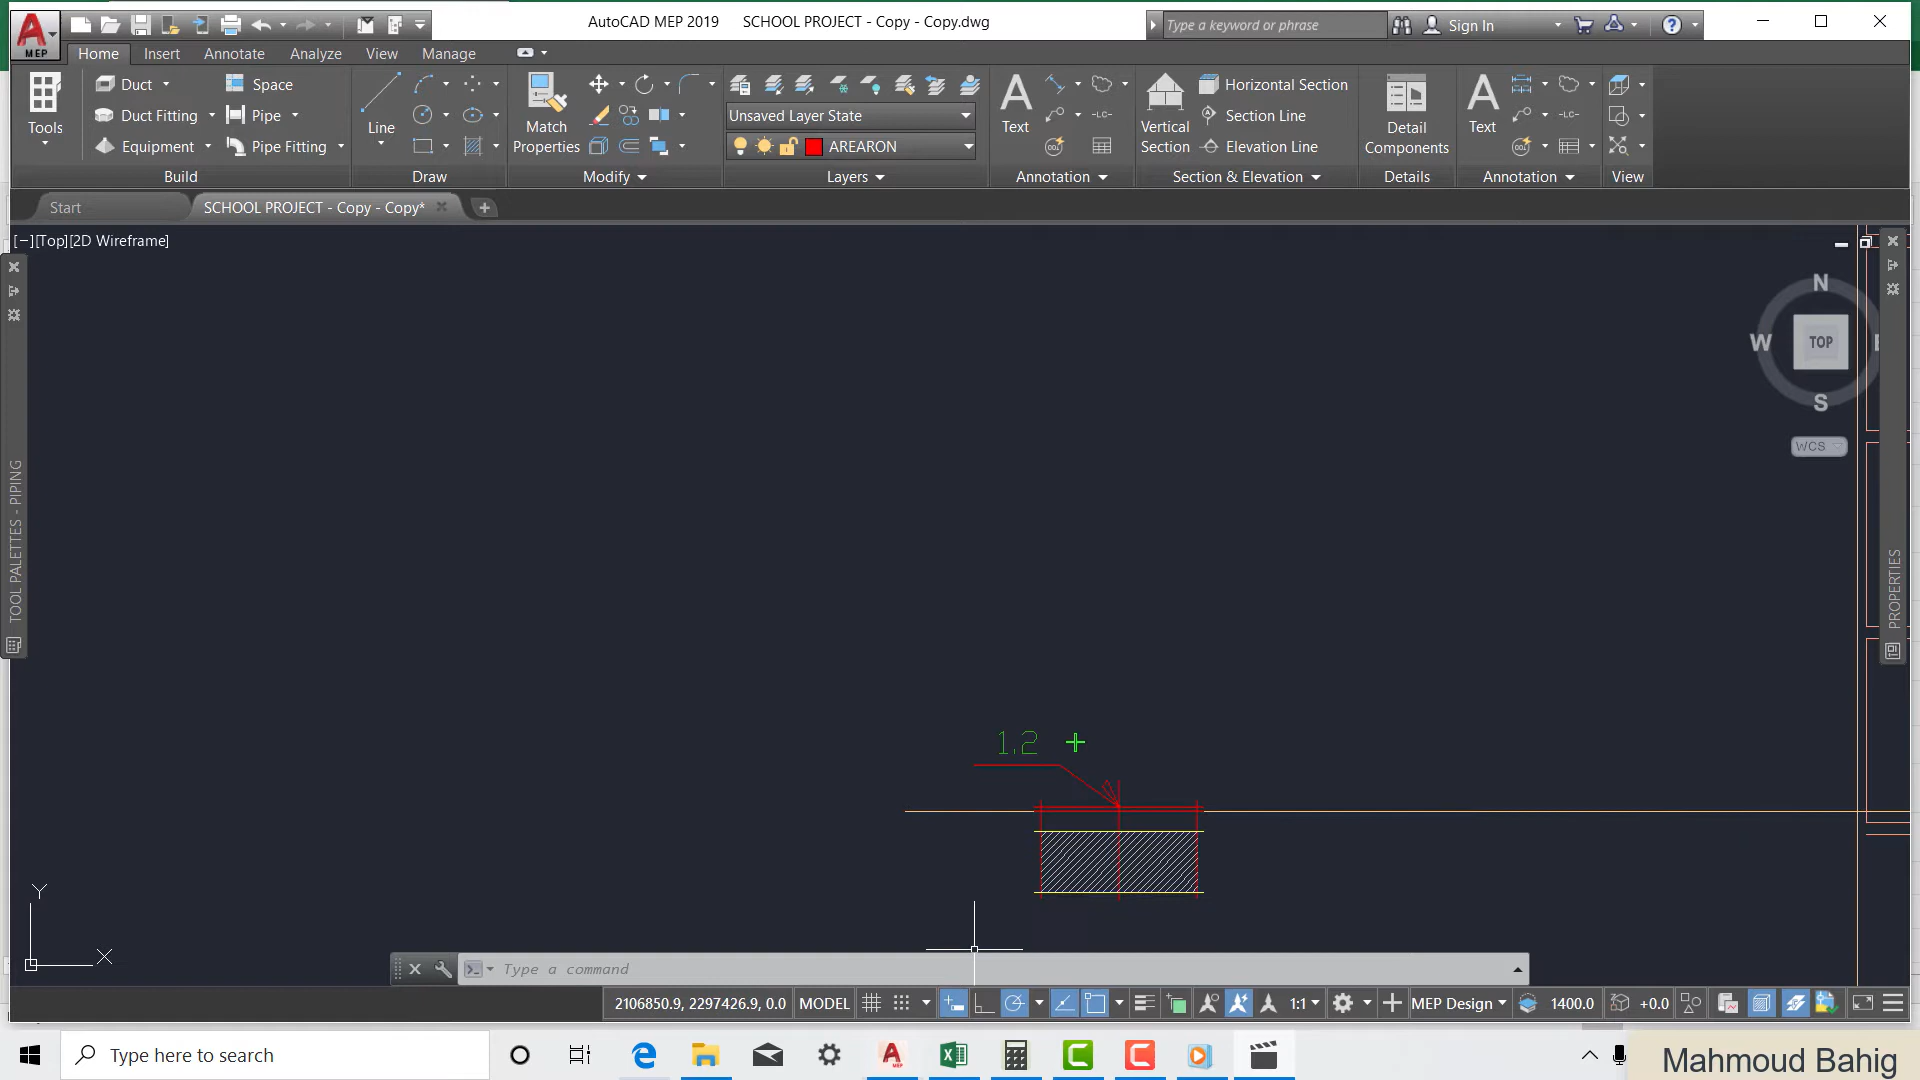 AutoCAD MEP 2019 SCHOOL PROJECT - Copy - Copy.dwg
Type a keyword or phrase
Sign In
MEP
Home Insert Annotate Analyze View Manage
Tools
Duct
Duct Fitting
Equipment
Space
Pipe
Pipe Fitting
Build
Line
Draw
Match
Properties
Modify
Unsaved Layer State
AREARON
Layers
Text
Annotation
Vertical
Section
Horizontal Section
Section Line
Elevation Line
Section & Elevation
Detail
Components
Details
Text
Annotation
View
Start
SCHOOL PROJECT - Copy - Copy*
[−][Top][2D Wireframe]
N
W
TOP
S
WCS
TOOL PALETTES - PIPING
PROPERTIES
1.2 +
Y
X
Type a command
2106850.9, 2297426.9, 0.0 MODEL 1:1 MEP Design 1400.0 +0.0
Type here to search
Mahmoud Bahig